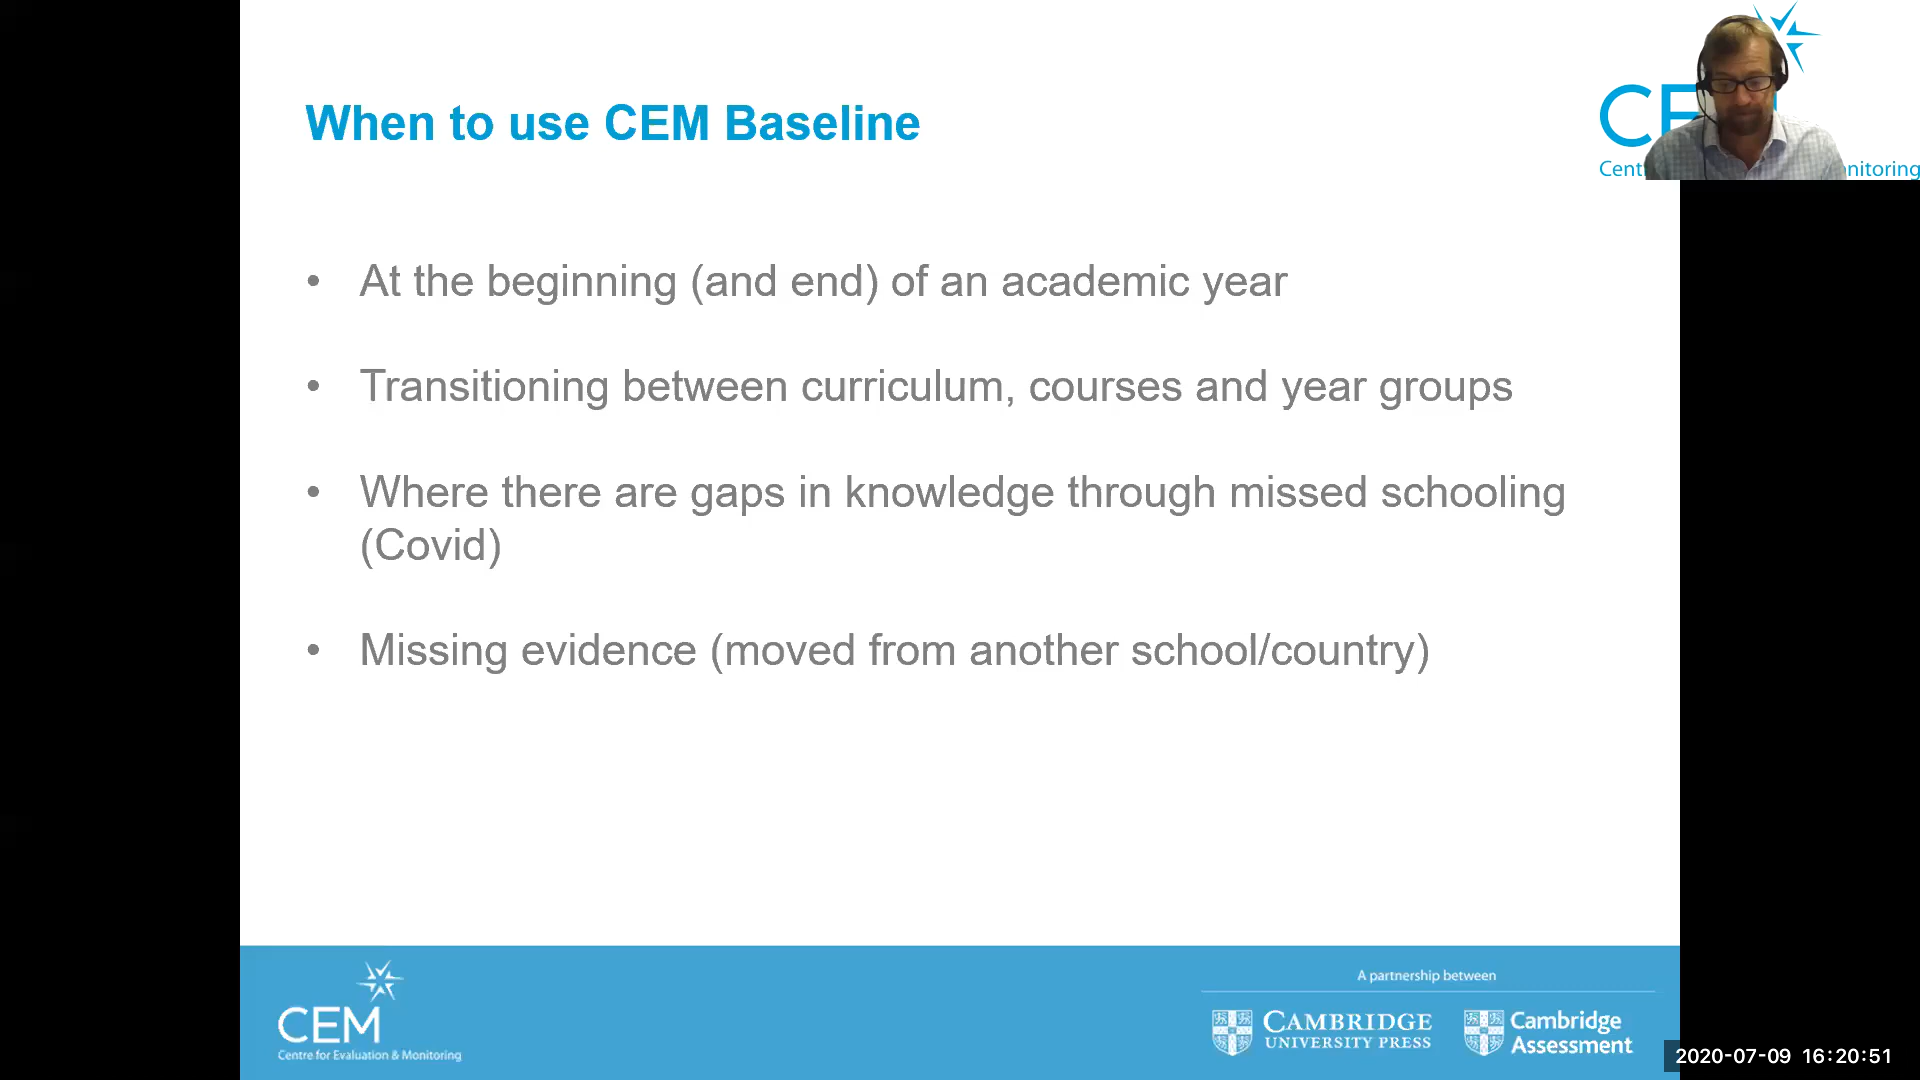 When to use CEM Baseline
• At the beginning (and end) of an academic year
• Transitioning between curriculum, courses and year groups
• Where there are gaps in knowledge through missed schooling
(Covid)
• Missing evidence (moved from another school/country)
CEM
Centre for Evaluation & Monitoring
A partnership between
CAMBRIDGE
UNIVERSITY PRESS
Cambridge
Assessment
2020-07-09 16:20:51